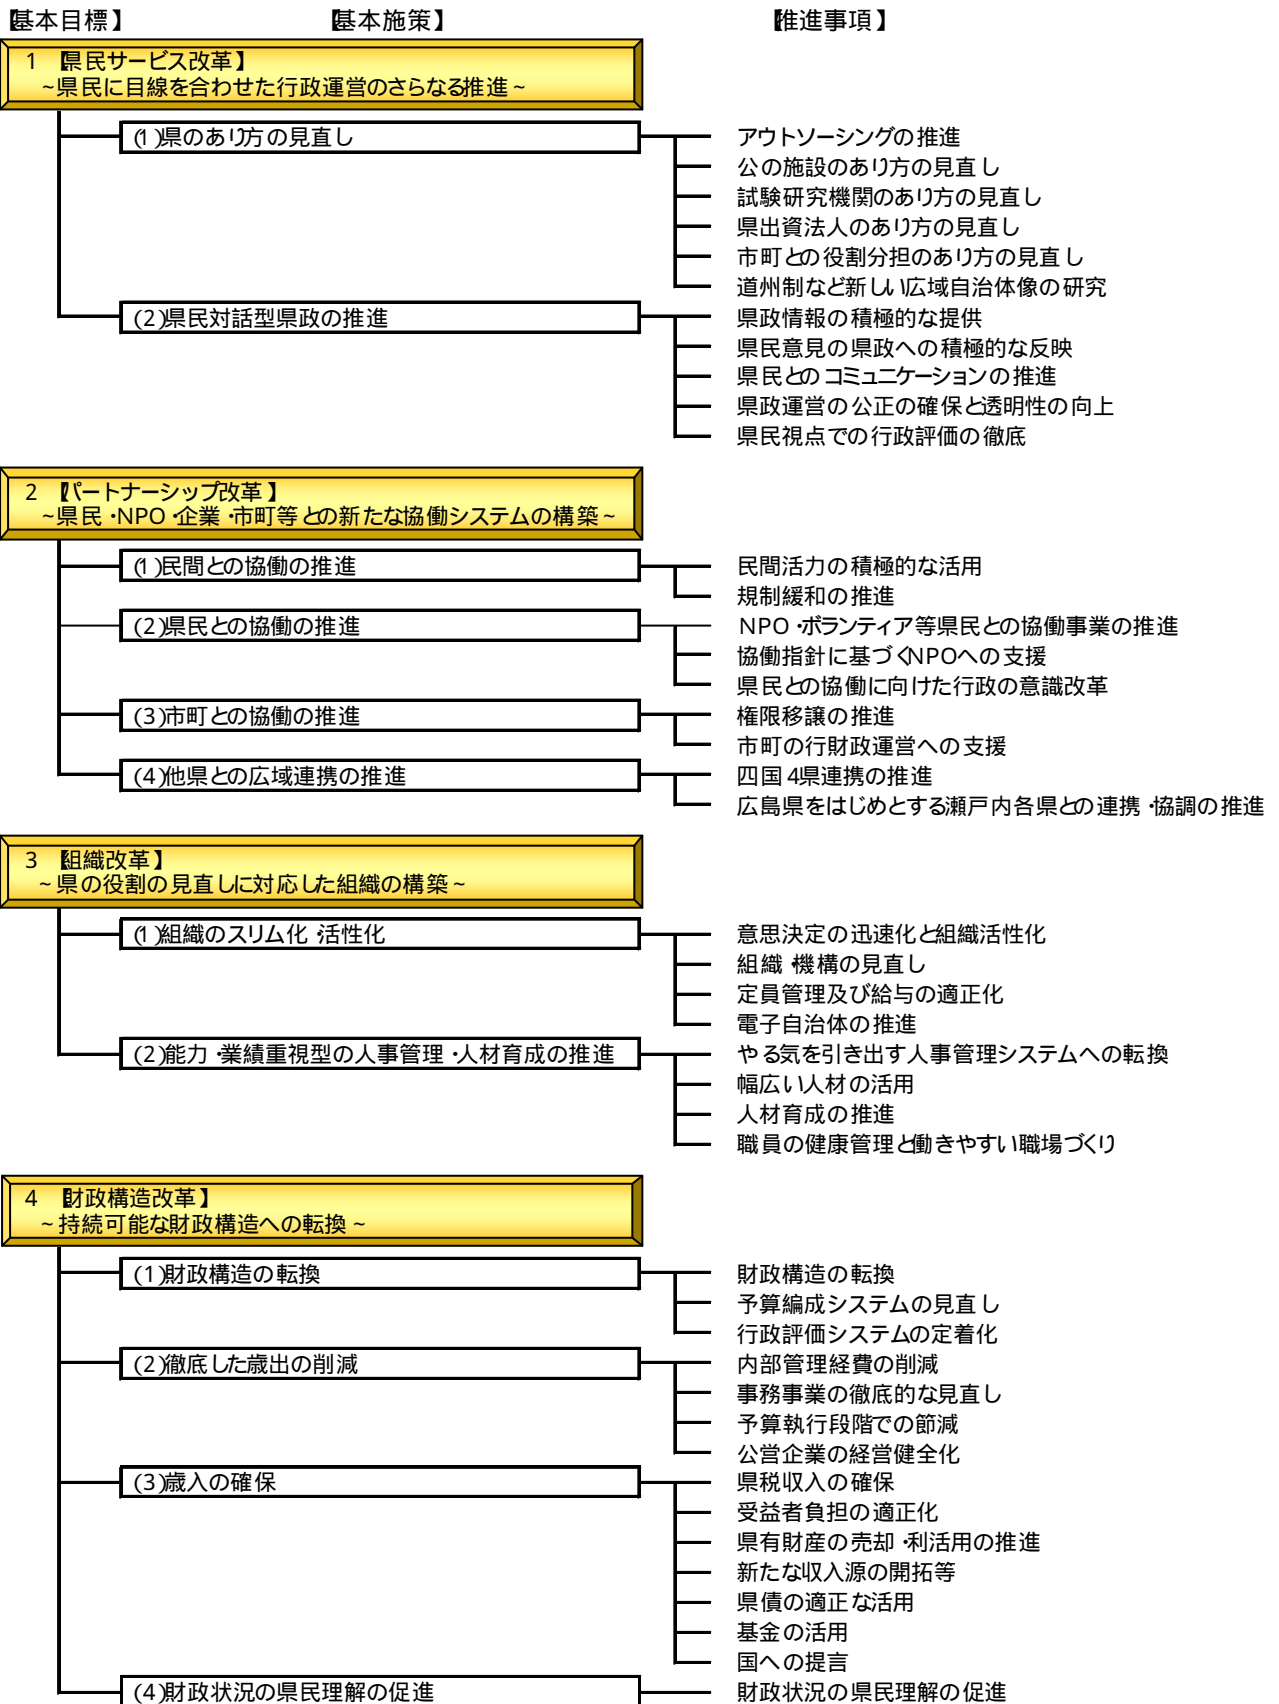 【基本目標】 【基本施策】 【推進事項】
1 【県民サービス改革】
~県民に目線を合わせた行政運営のさらなる推進~
(1)県のあり方の見直し
アウトソーシングの推進
公の施設のあり方の見直し
試験研究機関のあり方の見直し
県出資法人のあり方の見直し
市町との役割分担のあり方の見直し
道州制など新しい広域自治体像の研究
(2)県民対話型県政の推進
県政情報の積極的な提供
県民意見の県政への積極的な反映
県民とのコミュニケーションの推進
県政運営の公正の確保と透明性の向上
県民視点での行政評価の徹底
2 【パートナーシップ改革】
~県民・NPO・企業・市町等との新たな協働システムの構築~
(1)民間との協働の推進
民間活力の積極的な活用
規制緩和の推進
(2)県民との協働の推進
NPO・ボランティア等県民との協働事業の推進
協働指針に基づくNPOへの支援
県民との協働に向けた行政の意識改革
(3)市町との協働の推進
権限移譲の推進
市町の行財政運営への支援
(4)他県との広域連携の推進
四国4県連携の推進
広島県をはじめとする瀬戸内各県との連携・協調の推進
3 【組織改革】
~県の役割の見直しに対応した組織の構築~
(1)組織のスリム化・活性化
意思決定の迅速化と組織活性化
組織・機構の見直し
定員管理及び給与の適正化
電子自治体の推進
(2)能力・業績重視型の人事管理・人材育成の推進
やる気を引き出す人事管理システムへの転換
幅広い人材の活用
人材育成の推進
職員の健康管理と働きやすい職場づくり
4 【財政構造改革】
~持続可能な財政構造への転換~
(1)財政構造の転換
財政構造の転換
予算編成システムの見直し
行政評価システムの定着化
(2)徹底した歳出の削減
内部管理経費の削減
事務事業の徹底的な見直し
予算執行段階での節減
公営企業の経営健全化
(3)歳入の確保
県税収入の確保
受益者負担の適正化
県有財産の売却・利活用の推進
新たな収入源の開拓等
県債の適正な活用
基金の活用
国への提言
(4)財政状況の県民理解の促進
財政状況の県民理解の促進